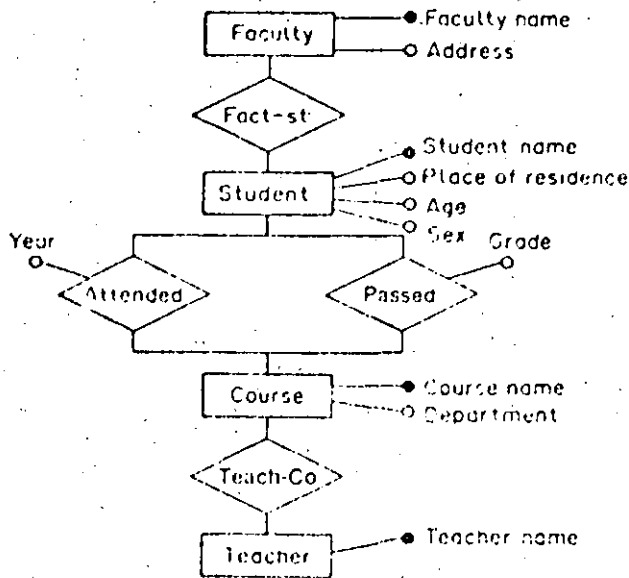 Faculty
Faculty name
Address
Fact-st
Student
Student name
Place of residence
Age
Sex
Year
Grade
Attended
Passed
Course
Course name
Department
Teach-Co
Teacher
Teacher name